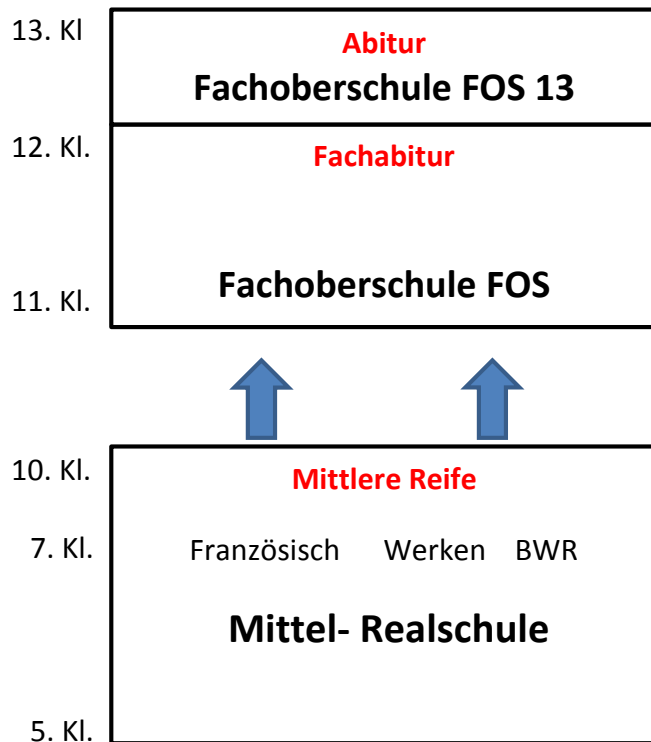 13. Kl
Abitur
Fachoberschule FOS 13
12. Kl.
Fachabitur
Fachoberschule FOS
11. Kl.
10. Kl.
Mittlere Reife
7. Kl.
Französisch Werken BWR
Mittel- Realschule
5. Kl.